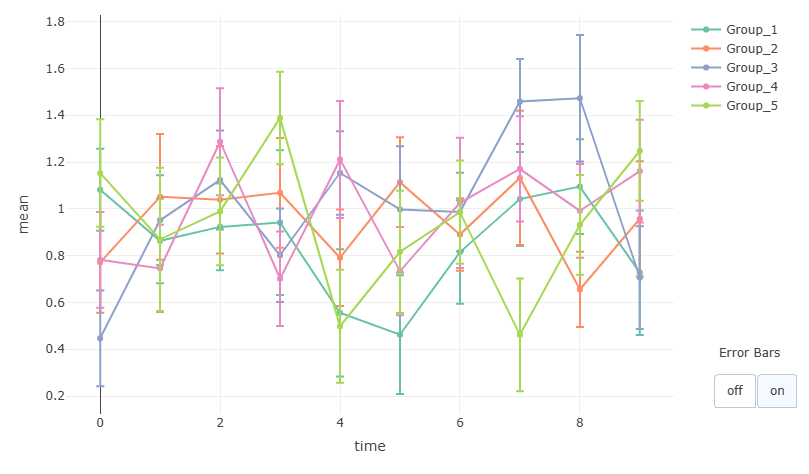 1.8
1.6
1.4
1.2
1
0.8
0.6
0.4
0.2
mean
0 2 4 6 8
time
Group_1
Group_2
Group_3
Group_4
Group_5
Error Bars
off on